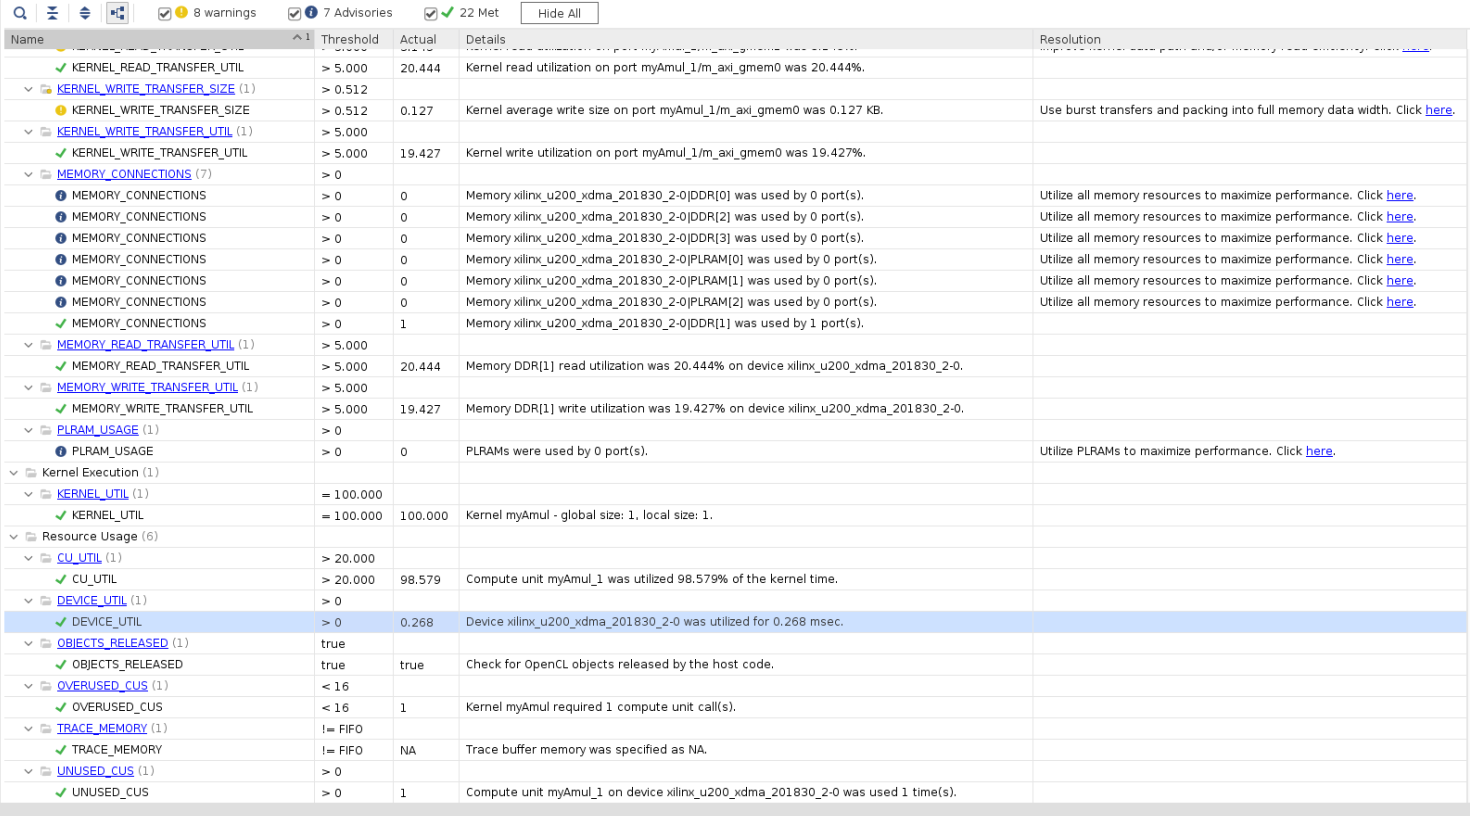 8 warnings 7 Advisories 22 Met Hide All
Name 1 Threshold Actual Details Resolution
KERNEL_READ_TRANSFER_UTIL > 5.000 20.444 Kernel read utilization on port myAmul_1/m_axi_gmem0 was 20.444%.
KERNEL_WRITE_TRANSFER_SIZE (1) > 0.512
KERNEL_WRITE_TRANSFER_SIZE > 0.512 0.127 Kernel average write size on port myAmul_1/m_axi_gmem0 was 0.127 KB. Use burst transfers and packing into full memory data width. Click here.
KERNEL_WRITE_TRANSFER_UTIL (1) > 5.000
KERNEL_WRITE_TRANSFER_UTIL > 5.000 19.427 Kernel write utilization on port myAmul_1/m_axi_gmem0 was 19.427%.
MEMORY_CONNECTIONS (7) > 0
MEMORY_CONNECTIONS > 0 0 Memory xilinx_u200_xdma_201830_2-0|DDR[0] was used by 0 port(s). Utilize all memory resources to maximize performance. Click here.
MEMORY_CONNECTIONS > 0 0 Memory xilinx_u200_xdma_201830_2-0|DDR[2] was used by 0 port(s). Utilize all memory resources to maximize performance. Click here.
MEMORY_CONNECTIONS > 0 0 Memory xilinx_u200_xdma_201830_2-0|DDR[3] was used by 0 port(s). Utilize all memory resources to maximize performance. Click here.
MEMORY_CONNECTIONS > 0 0 Memory xilinx_u200_xdma_201830_2-0|PLRAM[0] was used by 0 port(s). Utilize all memory resources to maximize performance. Click here.
MEMORY_CONNECTIONS > 0 0 Memory xilinx_u200_xdma_201830_2-0|PLRAM[1] was used by 0 port(s). Utilize all memory resources to maximize performance. Click here.
MEMORY_CONNECTIONS > 0 0 Memory xilinx_u200_xdma_201830_2-0|PLRAM[2] was used by 0 port(s). Utilize all memory resources to maximize performance. Click here.
MEMORY_CONNECTIONS > 0 1 Memory xilinx_u200_xdma_201830_2-0|DDR[1] was used by 1 port(s).
MEMORY_READ_TRANSFER_UTIL (1) > 5.000
MEMORY_READ_TRANSFER_UTIL > 5.000 20.444 Memory DDR[1] read utilization was 20.444% on device xilinx_u200_xdma_201830_2-0.
MEMORY_WRITE_TRANSFER_UTIL (1) > 5.000
MEMORY_WRITE_TRANSFER_UTIL > 5.000 19.427 Memory DDR[1] write utilization was 19.427% on device xilinx_u200_xdma_201830_2-0.
PLRAM_USAGE (1) > 0
PLRAM_USAGE > 0 0 PLRAMs were used by 0 port(s). Utilize PLRAMs to maximize performance. Click here.
Kernel Execution (1)
KERNEL_UTIL (1) = 100.000
KERNEL_UTIL = 100.000 100.000 Kernel myAmul - global size: 1, local size: 1.
Resource Usage (6)
CU_UTIL (1) > 20.000
CU_UTIL > 20.000 98.579 Compute unit myAmul_1 was utilized 98.579% of the kernel time.
DEVICE_UTIL (1) > 0
DEVICE_UTIL > 0 0.268 Device xilinx_u200_xdma_201830_2-0 was utilized for 0.268 msec.
OBJECTS_RELEASED (1) true
OBJECTS_RELEASED true true Check for OpenCL objects released by the host code.
OVERUSED_CUS (1) < 16
OVERUSED_CUS < 16 1 Kernel myAmul required 1 compute unit call(s).
TRACE_MEMORY (1) != FIFO
TRACE_MEMORY != FIFO NA Trace buffer memory was specified as NA.
UNUSED_CUS (1) > 0
UNUSED_CUS > 0 1 Compute unit myAmul_1 on device xilinx_u200_xdma_201830_2-0 was used 1 time(s).